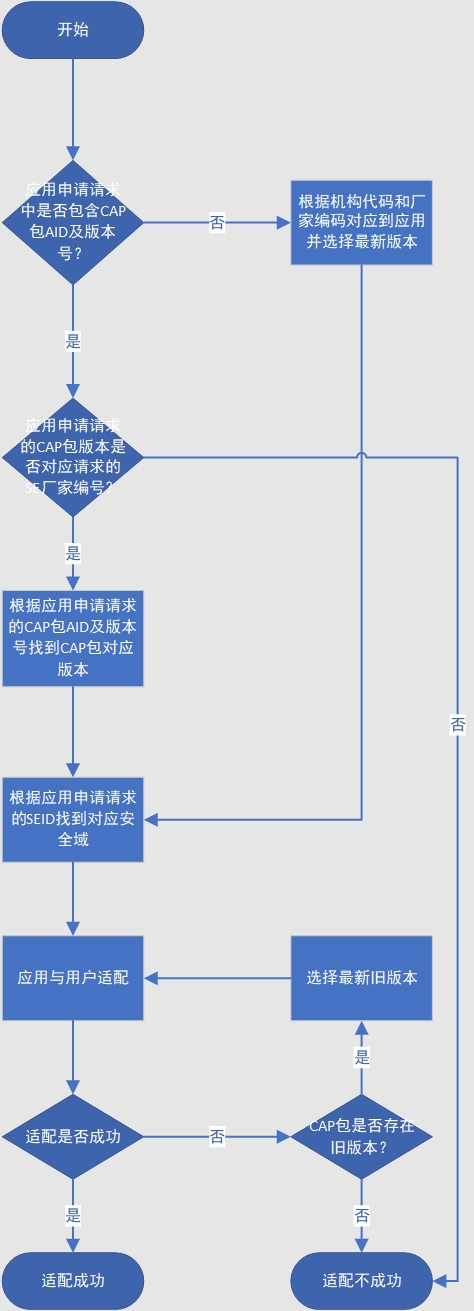 开始
应用申请请求
中是否包含CAP
包AID及版本
号？
否
根据机构代码和厂
家编码对应到应用
并选择最新版本
是
应用申请请求
的CAP包版本是
否对应请求的
SE厂家编号？
是
根据应用申请请求
的CAP包AID及版本
号找到CAP包对应
版本
否
根据应用申请请求
的SEID找到对应安
全域
应用与用户适配
选择最新旧版本
是
适配是否成功
否
CAP包是否存在
旧版本？
是
否
适配成功
适配不成功